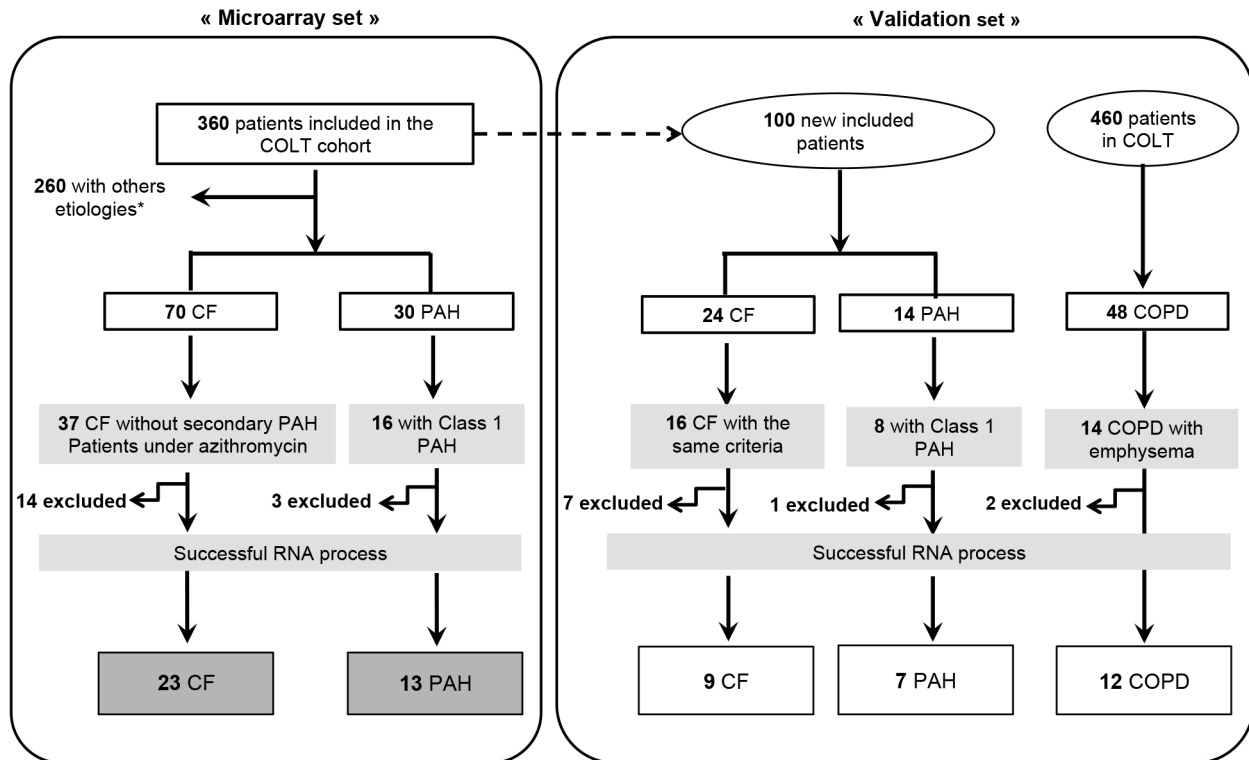 « Microarray set »
« Validation set »
360 patients included in the
COLT cohort
100 new included
patients
460 patients
in COLT
260 with others
etiologies*
70 CF
30 PAH
24 CF
14 PAH
48 COPD
37 CF without secondary PAH
Patients under azithromycin
16 with Class 1
PAH
16 CF with the
same criteria
8 with Class 1
PAH
14 COPD with
emphysema
14 excluded
3 excluded
7 excluded
1 excluded
2 excluded
Successful RNA process
Successful RNA process
23 CF
13 PAH
9 CF
7 PAH
12 COPD